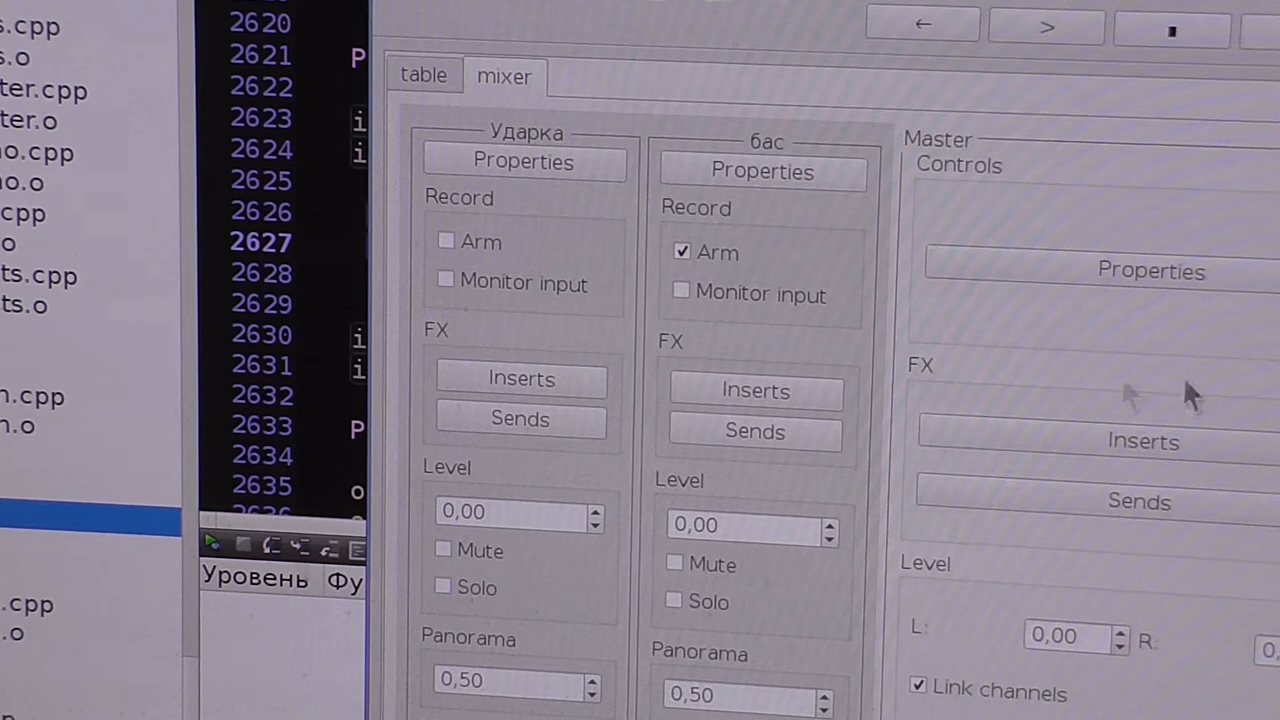 s.cpp
s.o
ter.cpp
ter.o
no.cpp
no.o
cpp
o
ts.cpp
ts.o
n.cpp
n.o
.cpp
.o
2620
2621 P
2622
2623 i
2624 i
2625
2626
2627
2628
2629
2630 i
2631 i
2632
2633 P
2634
2635 o
Уровень Фу
← > ■
table mixer
Ударка
Properties
Record
Arm
Monitor input
FX
Inserts
Sends
Level
0,00
Mute
Solo
Panorama
0,50
бас
Properties
Record
Arm
Monitor input
FX
Inserts
Sends
Level
0,00
Mute
Solo
Panorama
0,50
Master
Controls
Properties
FX
Inserts
Sends
Level
L: 0,00 R: 0,
Link channels